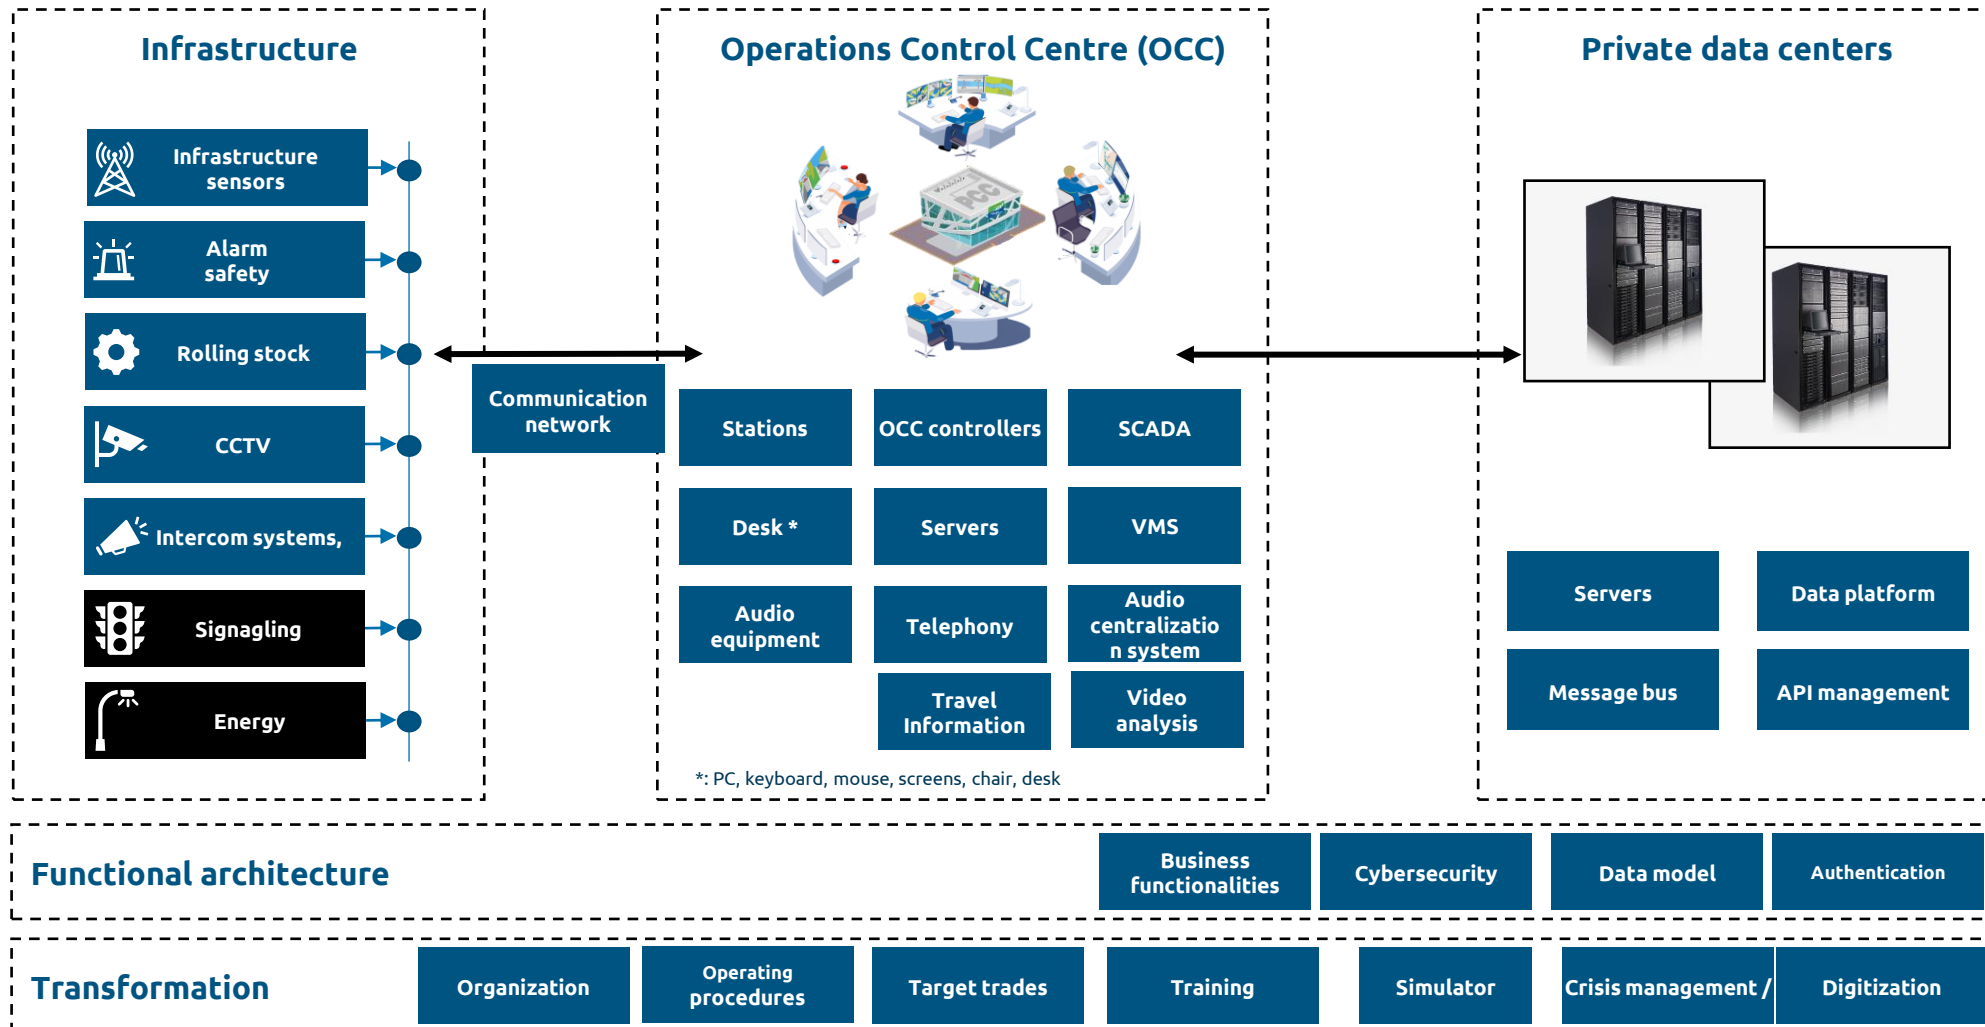 Infrastructure
Infrastructure
sensors
Alarm
safety
Rolling stock
CCTV
Intercom systems,
Signagling
Energy
Communication
network
Operations Control Centre (OCC)
PCC
Stations
OCC controllers
SCADA
Desk *
Servers
VMS
Audio
equipment
Telephony
Audio
centralizatio
n system
Travel
Information
Video
analysis
*: PC, keyboard, mouse, screens, chair, desk
Private data centers
Servers
Data platform
Message bus
API management
Functional architecture
Business
functionalities
Cybersecurity
Data model
Authentication
Transformation
Organization
Operating
procedures
Target trades
Training
Simulator
Crisis management /
Digitization